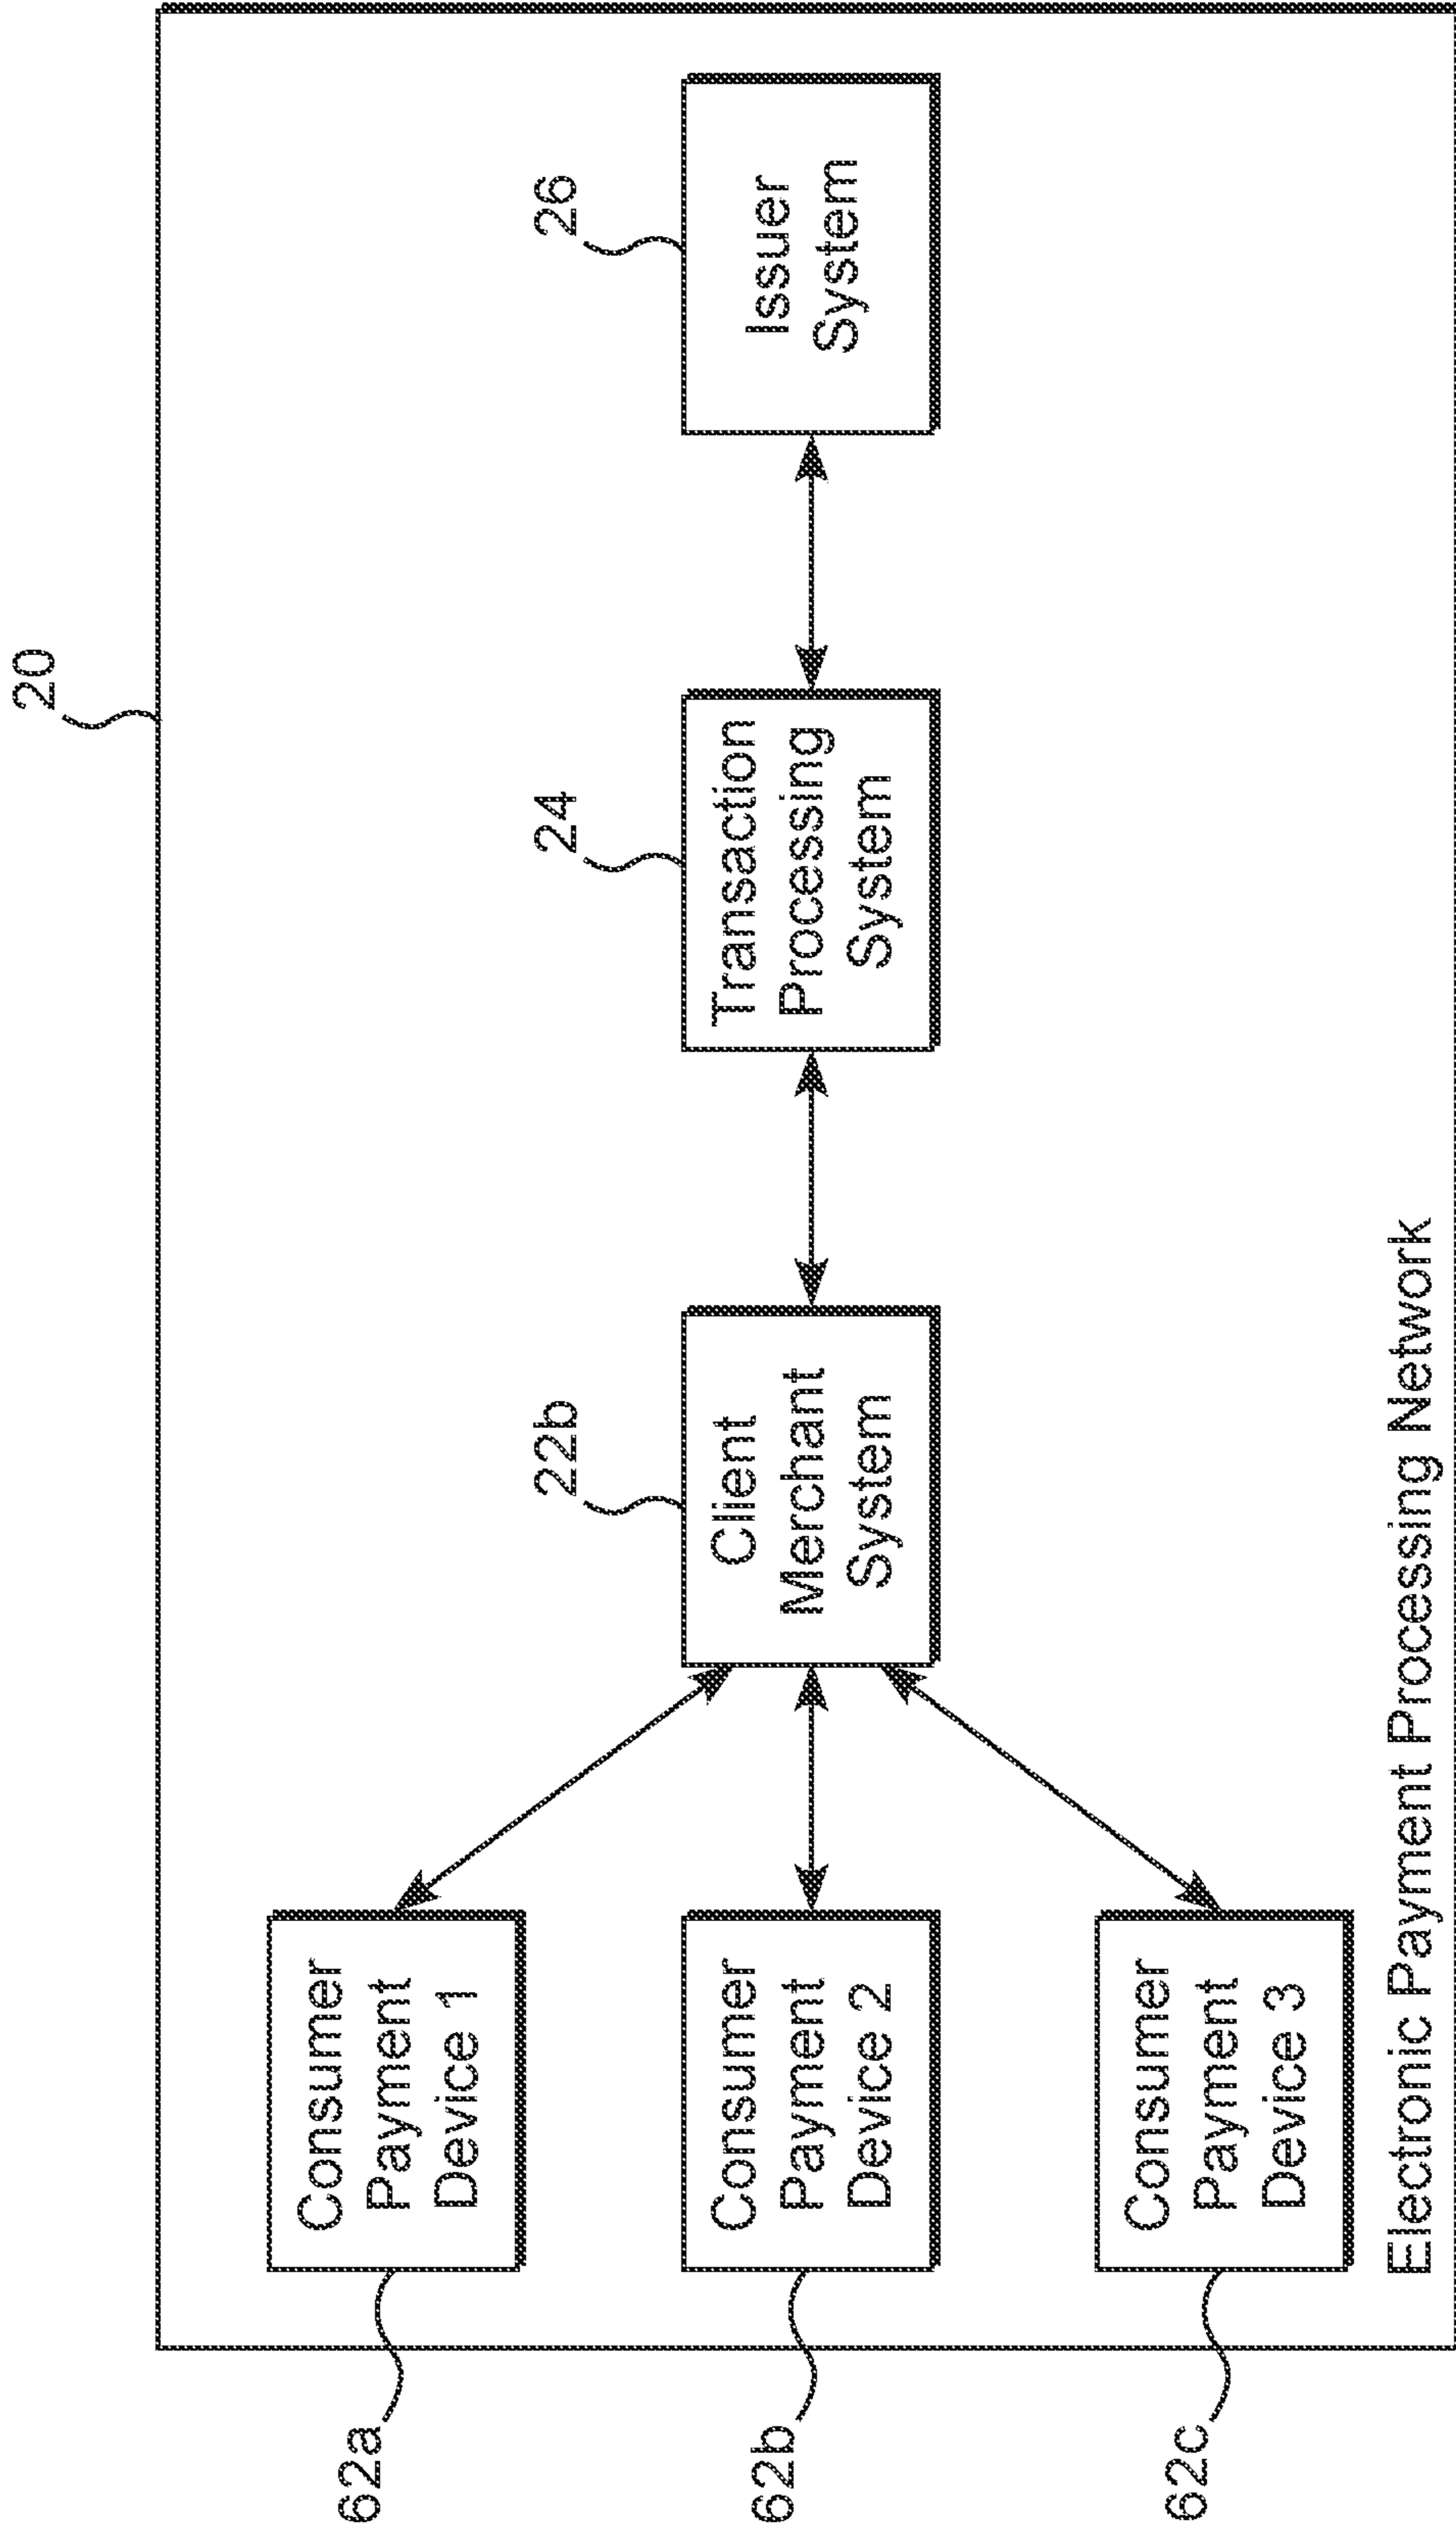 20
62a
Consumer
Payment
Device 1
62b
Consumer
Payment
Device 2
62c
Consumer
Payment
Device 3
22b
Client
Merchant
System
24
Transaction
Processing
System
26
Issuer
System
Electronic Payment Processing Network